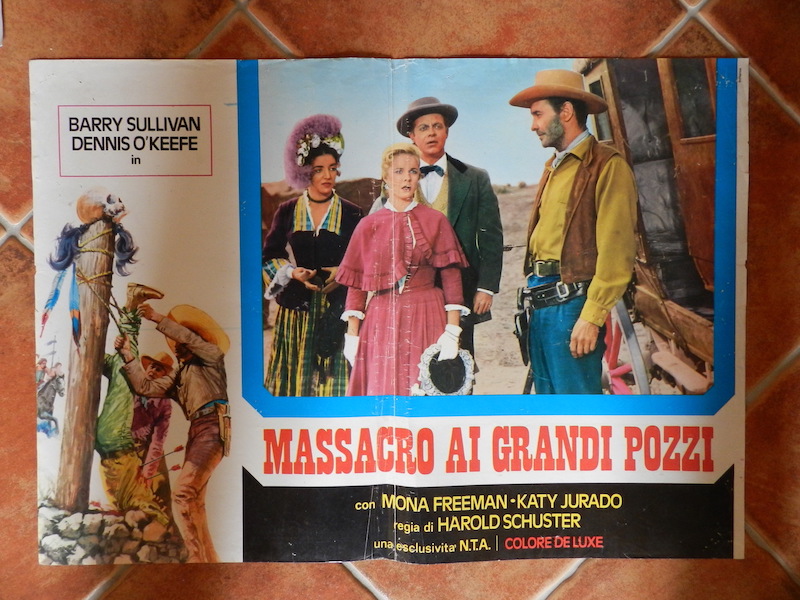 BARRY SULLIVAN
DENNIS O'KEEFE
in
MASSACRO AI GRANDI POZZI
con MONA FREEMAN - KATY JURADO
regia di HAROLD SCHUSTER
una esclusivita' N.T.A. | COLORE DE LUXE